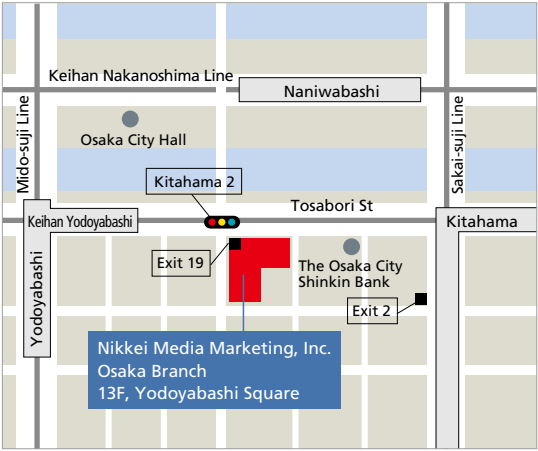 Keihan Nakanoshima Line
Naniwabashi
Mido-suji Line
Sakai-suji Line
Osaka City Hall
Kitahama 2
Tosabori St
Keihan Yodoyabashi
Kitahama
Yodoyabashi
Exit 19
The Osaka City
Shinkin Bank
Exit 2
Nikkei Media Marketing, Inc.
Osaka Branch
13F, Yodoyabashi Square